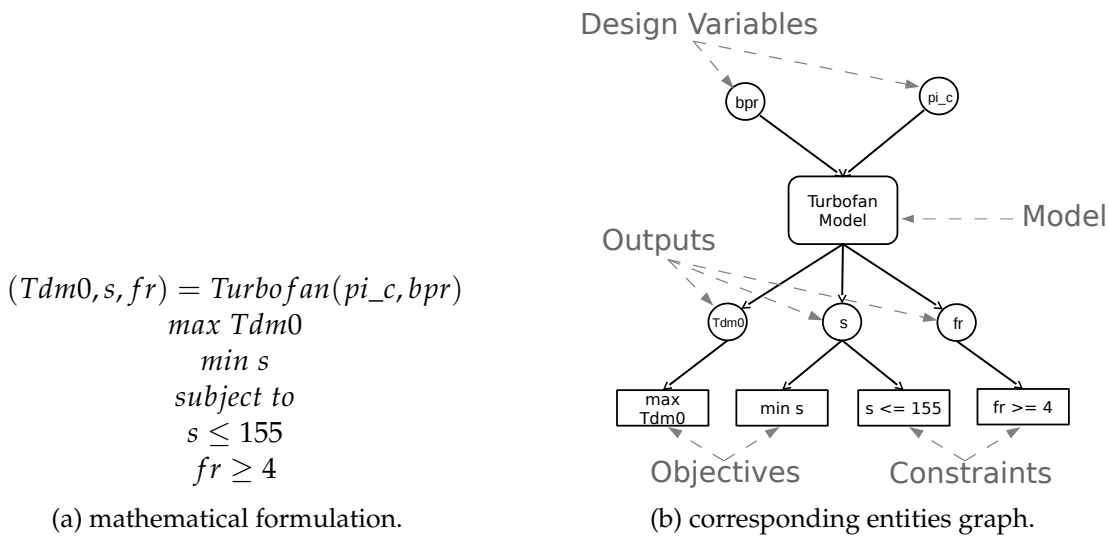 (Tdm0, s, fr) = Turbofan(pi_c, bpr)
max Tdm0
min s
subject to
s ≤ 155
fr ≥ 4
(a) mathematical formulation.
Design Variables
bpr
pi_c
Turbofan
Model
Model
Outputs
Tdm0
s
fr
max
Tdm0
min s
s <= 155
fr >= 4
Objectives
Constraints
(b) corresponding entities graph.